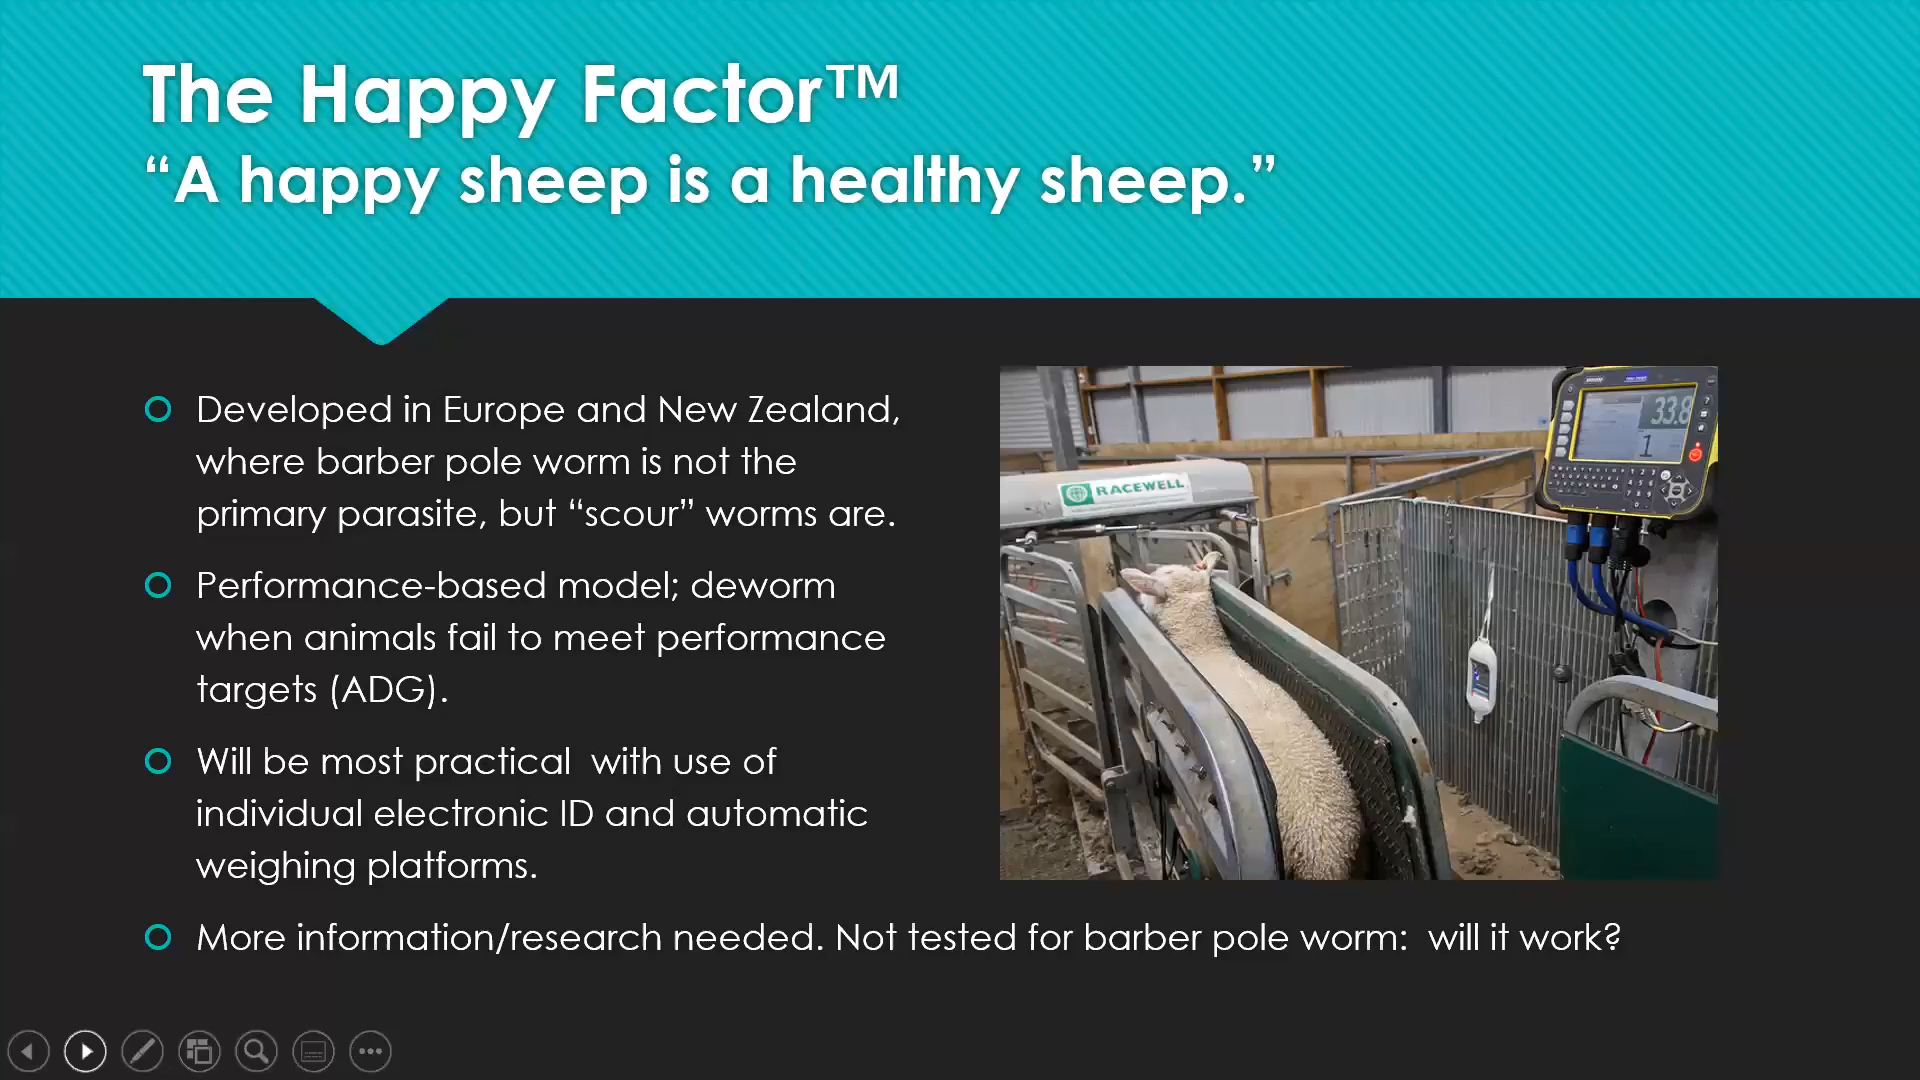 The Happy Factor™
“A happy sheep is a healthy sheep.”
Developed in Europe and New Zealand,
where barber pole worm is not the
primary parasite, but “scour” worms are.
Performance-based model; deworm
when animals fail to meet performance
targets (ADG).
Will be most practical  with use of
individual electronic ID and automatic
weighing platforms.
More information/research needed. Not tested for barber pole worm:  will it work?
RACEWELL
33.8
1